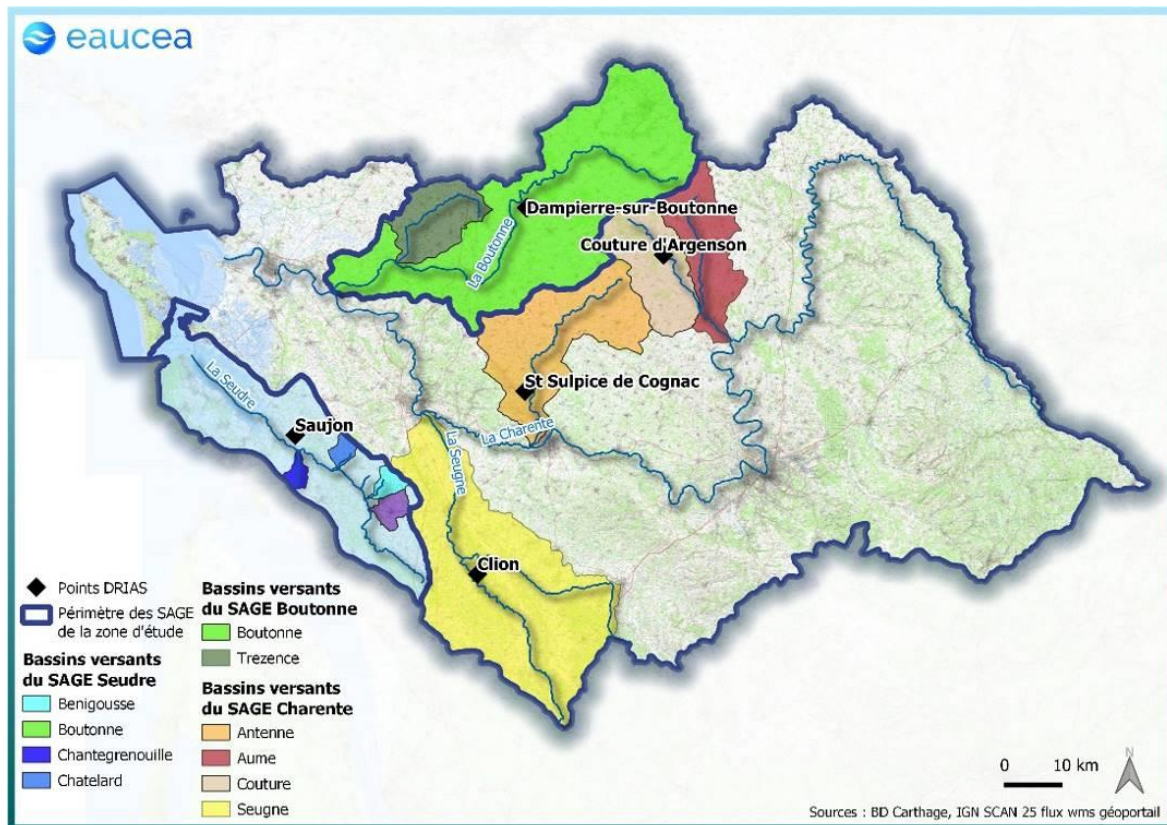 eaucea
Dampierre-sur-Boutonne
La Boutonne
Couture d'Argenson
St Sulpice de Cognac
La Charente
La Seudre
Saujon
La Seugne
Clion
Points DRIAS
Périmètre des SAGE
de la zone d'étude
Bassins versants
du SAGE Seudre
Benigousse
Boutonne
Chantegrenouille
Chatelard
Bassins versants
du SAGE Boutonne
Boutonne
Trezence
Bassins versants
du SAGE Charente
Antenne
Aume
Couture
Seugne
0 10 km
N
Sources : BD Carthage, IGN SCAN 25 flux wms géoportail